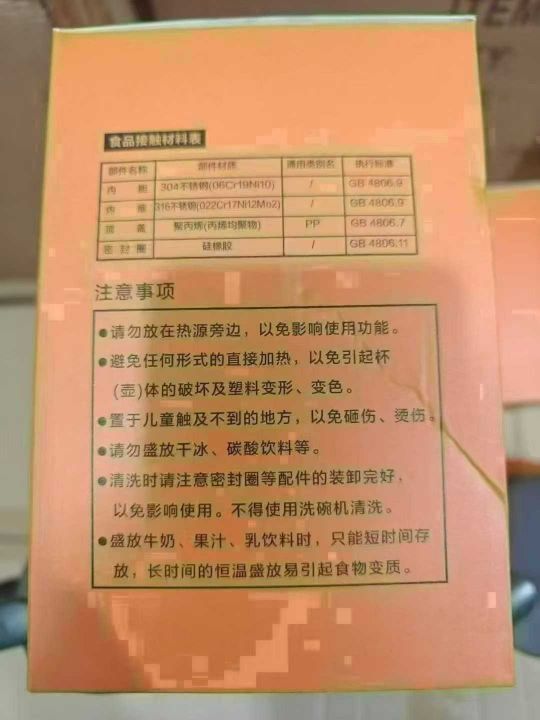 ITEM
食品接触材料表
部件名称 部件材质 通用类别名 执行标准
内胆 304不锈钢(06Cr19Ni10) / GB 4806.9
内 316不锈钢(022Cr17Ni12Mo2) / GB 4806.9
盖 聚丙烯(丙烯均聚物) PP GB 4806.7
密封圈 硅橡胶 / GB 4806.11
注意事项
●请勿放在热源旁边，以免影响使用功能。
●避免任何形式的直接加热，以免引起杯
(壶)体的破坏及塑料变形、变色。
●置于儿童触及不到的地方，以免砸伤、烫伤。
●请勿盛放干冰、碳酸饮料等。
●清洗时请注意密封圈等配件的装卸完好，
以免影响使用。不得使用洗碗机清洗。
●盛放牛奶、果汁、乳饮料时，只能短时间存
放，长时间的恒温盛放易引起食物变质。